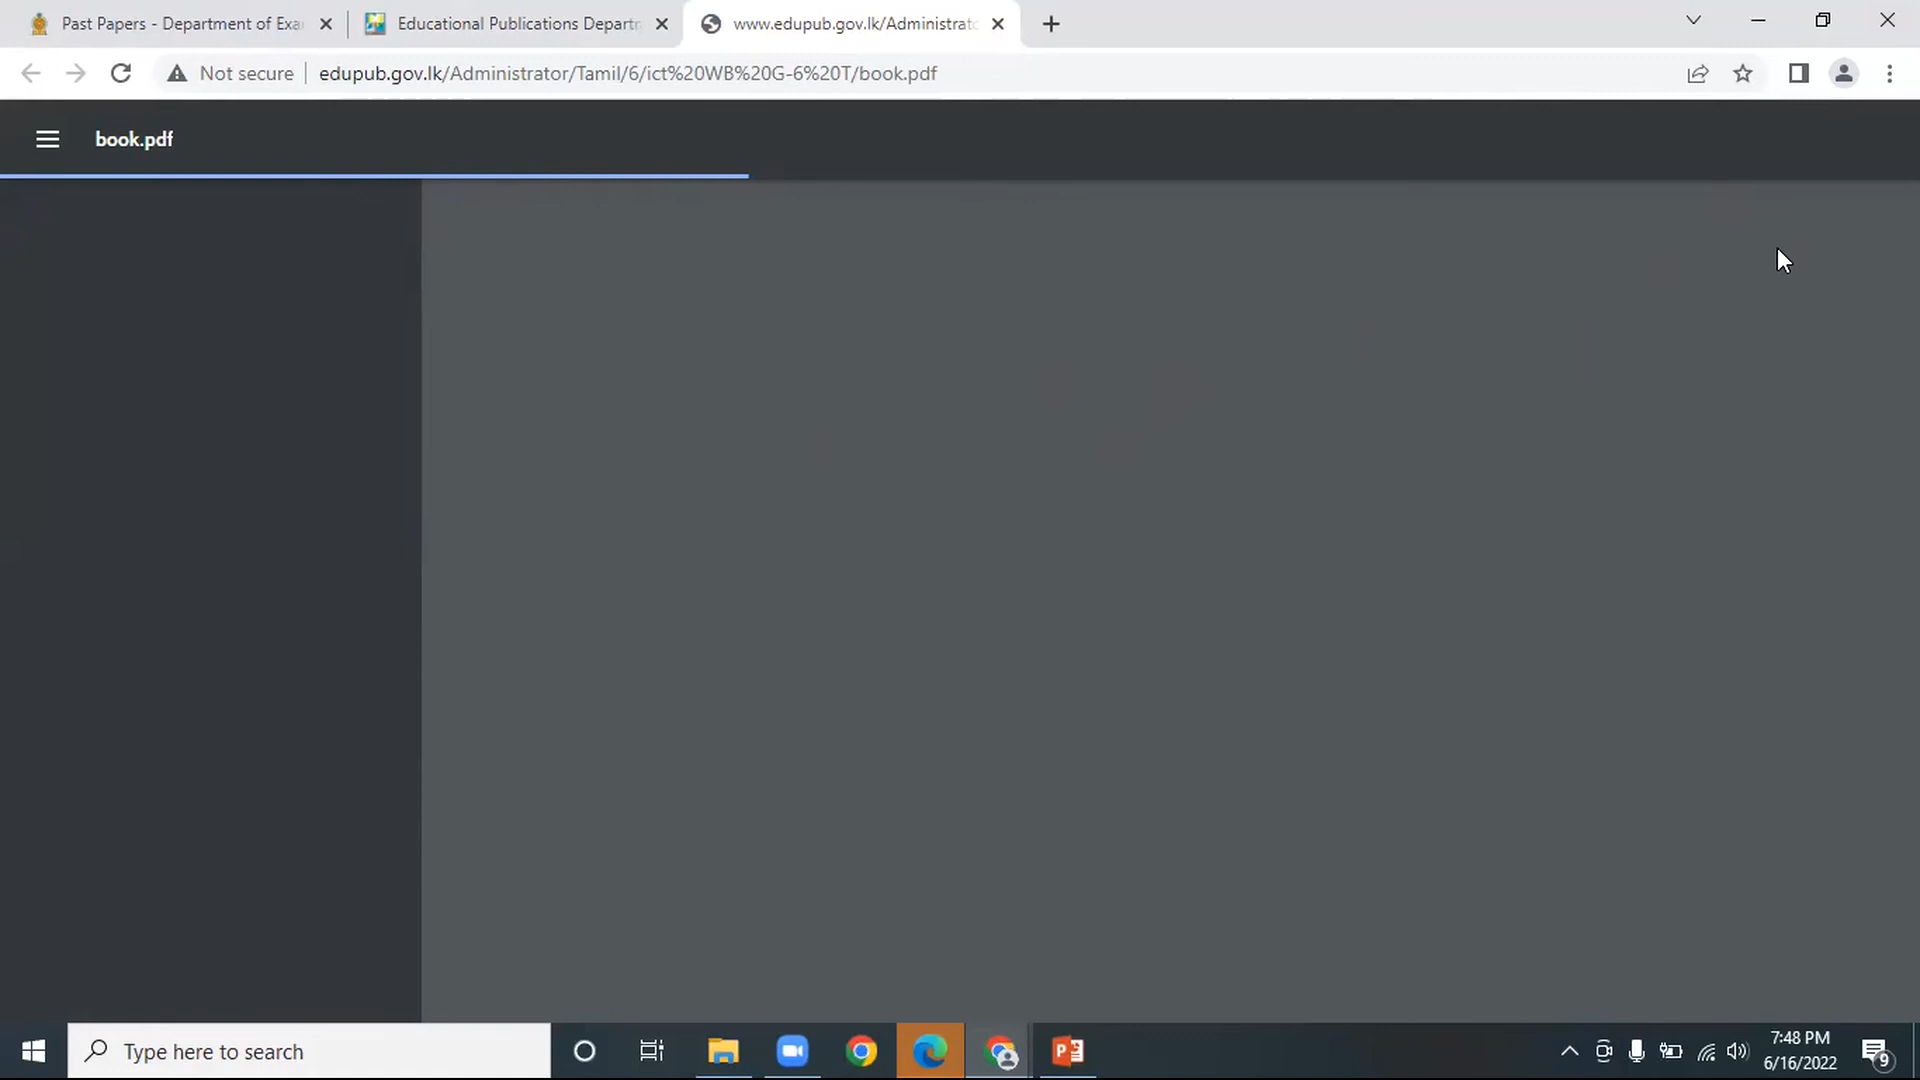 Past Papers - Department of Exa
Educational Publications Departr
www.edupub.gov.lk/Administrato
Not secure
edupub.gov.lk/Administrator/Tamil/6/ict%20WB%20G-6%20T/book.pdf
book.pdf
Type here to search
7:48 PM
6/16/2022
9